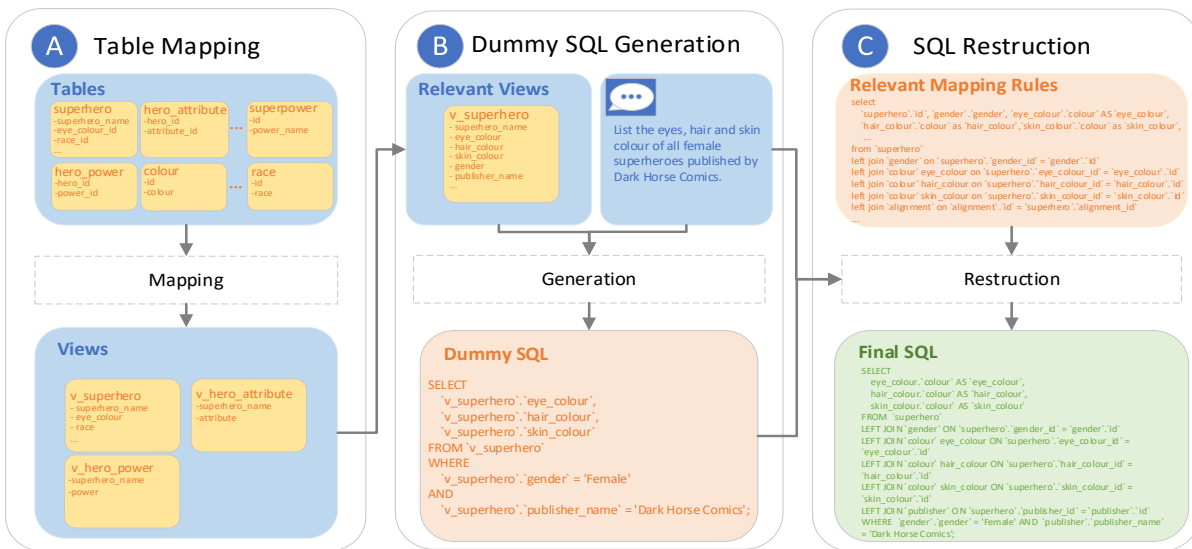 A Table Mapping
Tables
superhero
-superhero_name
-eye_colour_id
-race_id
...
hero_attribute
-hero_id
-attribute_id
...
superpower
-id
-power_name
hero_power
-hero_id
-power_id
colour
-id
-colour
...
race
-id
-race
Mapping
Views
v_superhero
- superhero_name
- eye_colour
- race
...
v_hero_attribute
-superhero_name
-attribute
v_hero_power
-superhero_name
-power
B Dummy SQL Generation
Relevant Views
v_superhero
- superhero_name
- eye_colour
- hair_colour
- skin_colour
- gender
- publisher_name
...
List the eyes, hair and skin
colour of all female
superheroes published by
Dark Horse Comics.
Generation
Dummy SQL
SELECT
`v_superhero`.`eye_colour`,
`v_superhero`.`hair_colour`,
`v_superhero`.`skin_colour`
FROM `v_superhero`
WHERE
`v_superhero`.`gender` = 'Female'
AND
`v_superhero`.`publisher_name` = 'Dark Horse Comics';
C SQL Restruction
Relevant Mapping Rules
select
`superhero`.`id`, `gender`.`gender`, `eye_colour`.`colour` AS `eye_colour`,
`hair_colour`.`colour` as `hair_colour`, `skin_colour`.`colour` as `skin_colour`,
...
from `superhero`
left join `gender` on `superhero`.`gender_id` = `gender`.`id`
left join `colour` eye_colour on `superhero`.`eye_colour_id` = `eye_colour`.`id`
left join `colour` hair_colour on `superhero`.`hair_colour_id` = `hair_colour`.`id`
left join `colour` skin_colour on `superhero`.`skin_colour_id` = `skin_colour`.`id`
left join `alignment` on `alignment`.`id` = `superhero`.`alignment_id`
...
Restruction
Final SQL
SELECT
eye_colour.`colour` AS `eye_colour`,
hair_colur.`colour` AS `hair_colour`,
skin_colour.`colour` AS `skin_colour`
FROM `superhero`
LEFT JOIN `gender` ON `superhero`.`gender_id` = `gender`.`id`
LEFT JOIN `colour` eye_colour ON `superhero`.`eye_colour_id` =
`eye_colour`.`id`
LEFT JOIN `colour` hair_colour ON `superhero`.`hair_colour_id` =
`hair_colour`.`id`
LEFT JOIN `colour` skin_colour ON `superhero`.`skin_colour_id` =
`skin_colour`.`id`
LEFT JOIN `publisher` ON `superhero`.`publisher_id` = `publisher`.`id`
WHERE `gender`.`gender` = 'Female' AND `publisher`.`publisher_name`
= 'Dark Horse Comics';